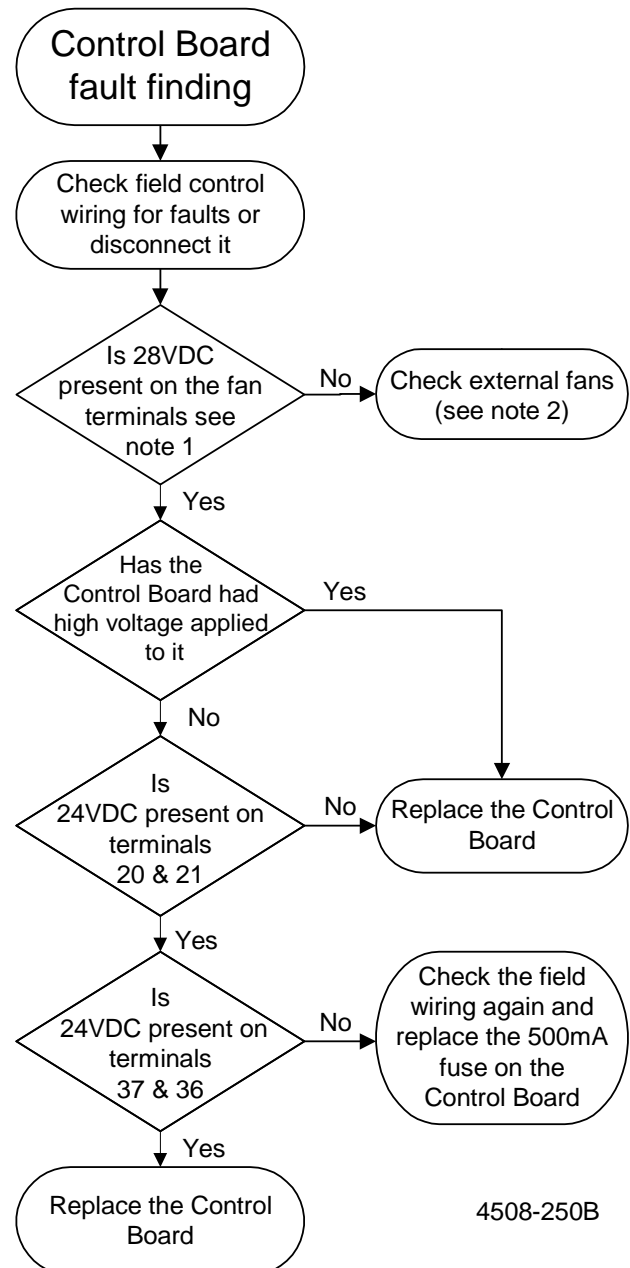 Control Board
fault finding
Check field control
wiring for faults or
disconnect it
Is 28VDC
present on the fan
terminals see
note 1
No
Check external fans
(see note 2)
Yes
Has the
Control Board had
high voltage applied
to it
Yes
No
Is
24VDC present on
terminals
20 & 21
No
Replace the Control
Board
Yes
Is
24VDC present on
terminals
37 & 36
No
Check the field
wiring again and
replace the 500mA
fuse on the
Control Board
Yes
Replace the Control
Board
4508-250B